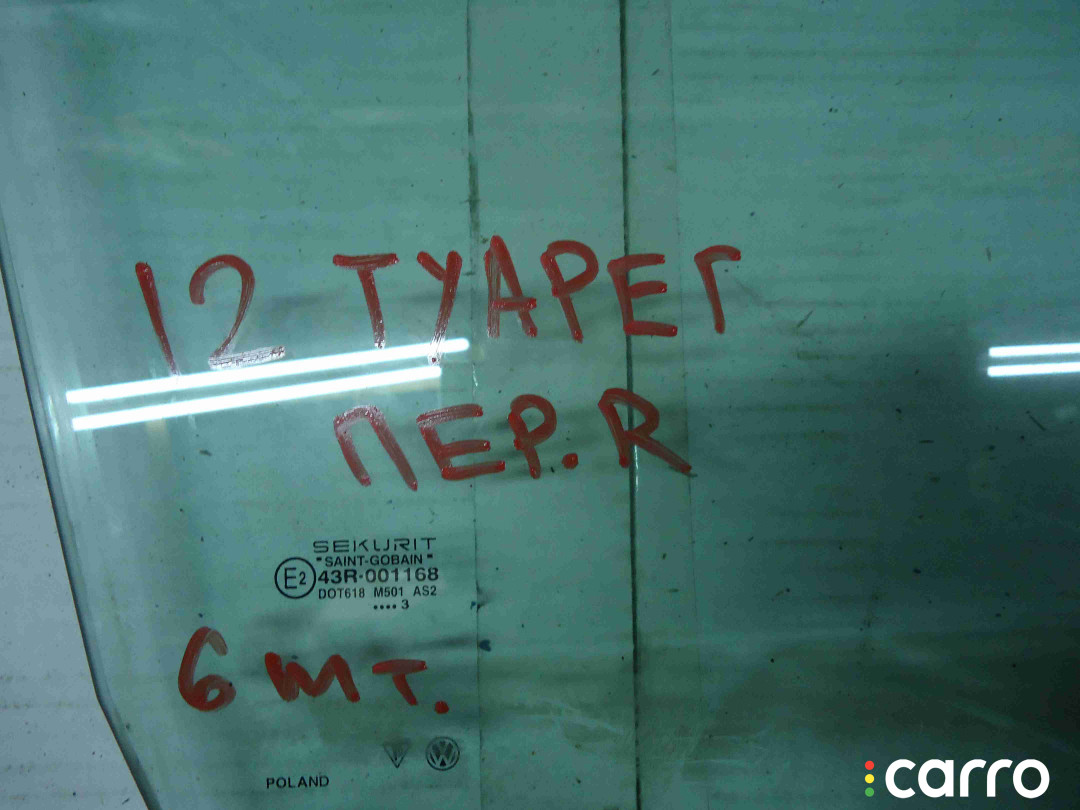 12 ТУАРЕГ
ПЕР. R
SEKURIT
"SAINT-GOBAIN"
E2 43R-001168
DOT618 M501 AS2
.... 3
6 шт.
POLAND
carro